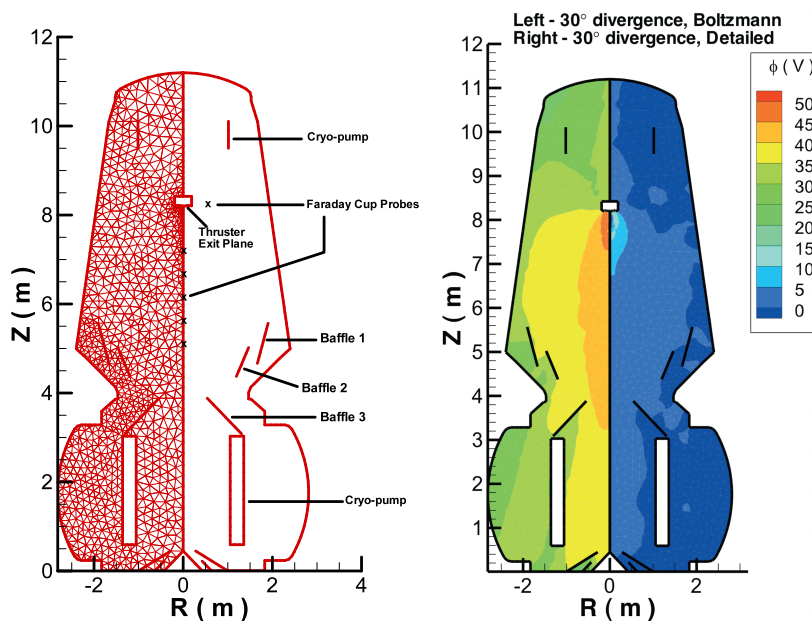 Left - 30° divergence, Boltzmann
Right - 30° divergence, Detailed
12
10
8
6
4
2
0
Z ( m )
-2
0
2
4
R ( m )
Cryo-pump
Faraday Cup Probes
Thruster
Exit Plane
Baffle 1
Baffle 2
Baffle 3
Cryo-pump
x
x
x
x
x
x
12
11
10
9
8
7
6
5
4
3
2
1
Z ( m )
-2
0
2
R ( m )
ϕ ( V )
50
45
40
35
30
25
20
15
10
5
0